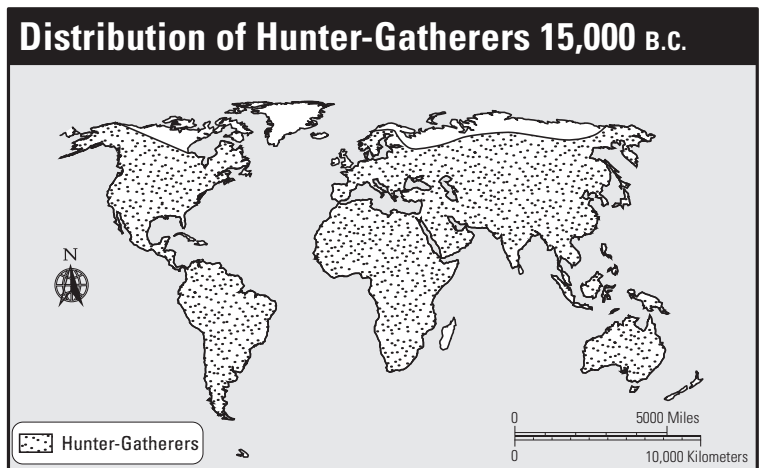 Distribution of Hunter-Gatherers 15,000 B.C.
N
0 5000 Miles
0 10,000 Kilometers
Hunter-Gatherers